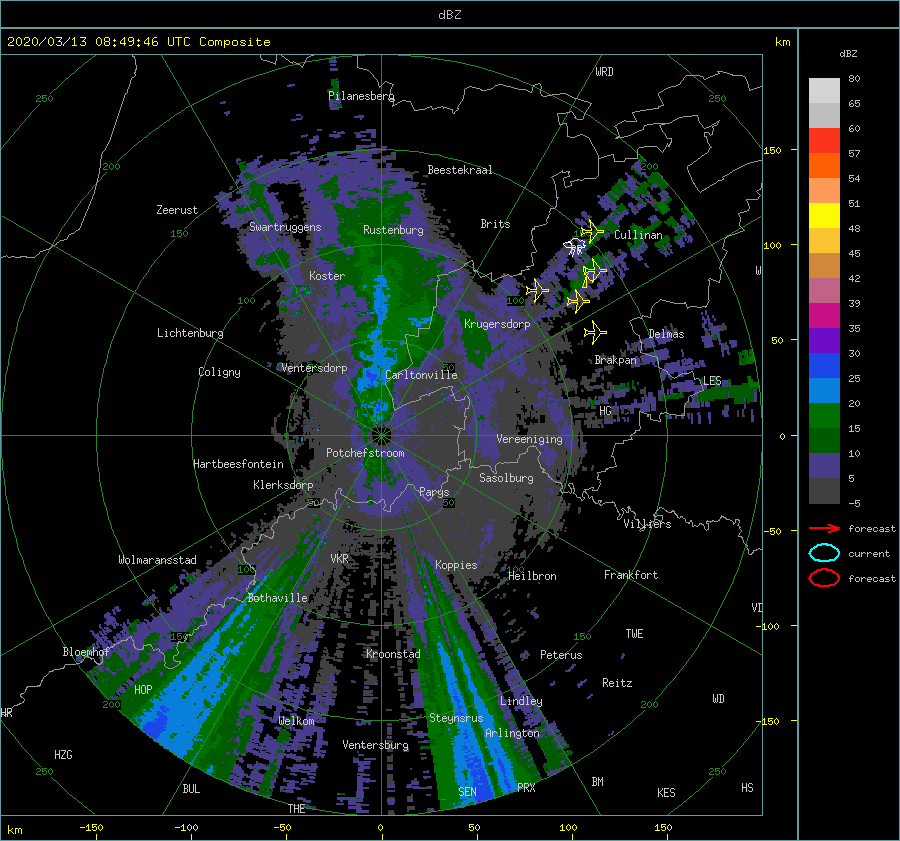 dBZ
2020/03/13 08:49:46 UTC Composite
km
dBZ
250
WRD
250
80
Pilanesberg
65
60
150
57
200
Beestekraal
200
54
Zeerust
51
150
Swartruggens
Rustenburg
Brits
Cullinan
48
100
45
Koster
W
42
100
100
39
Lichtenburg
Krugersdorp
Delmas
35
50
Brakpan
30
Coligny
Ventersdorp
50
Carltonville
LES
25
HG
20
Vereeniging
0
15
Potchefstroom
10
Hartbeesfontein
Klerksdorp
Sasolburg
5
Parys
50
50
-5
Villiers
-50
forecast
VKR
current
Wolmaransstad
Koppies
100
100
Heilbron
Frankfort
forecast
Bothaville
VI
-100
150
150
TWE
Bloemhof
Kroonstad
Peterus
HOP
Reitz
200
Lindley
200
WD
HR
Welkom
Steynsrus
-150
Arlington
HZG
Ventersburg
250
250
BUL
SEN
PRX
BM
KES
HS
THE
km
-150
-100
-50
0
50
100
150